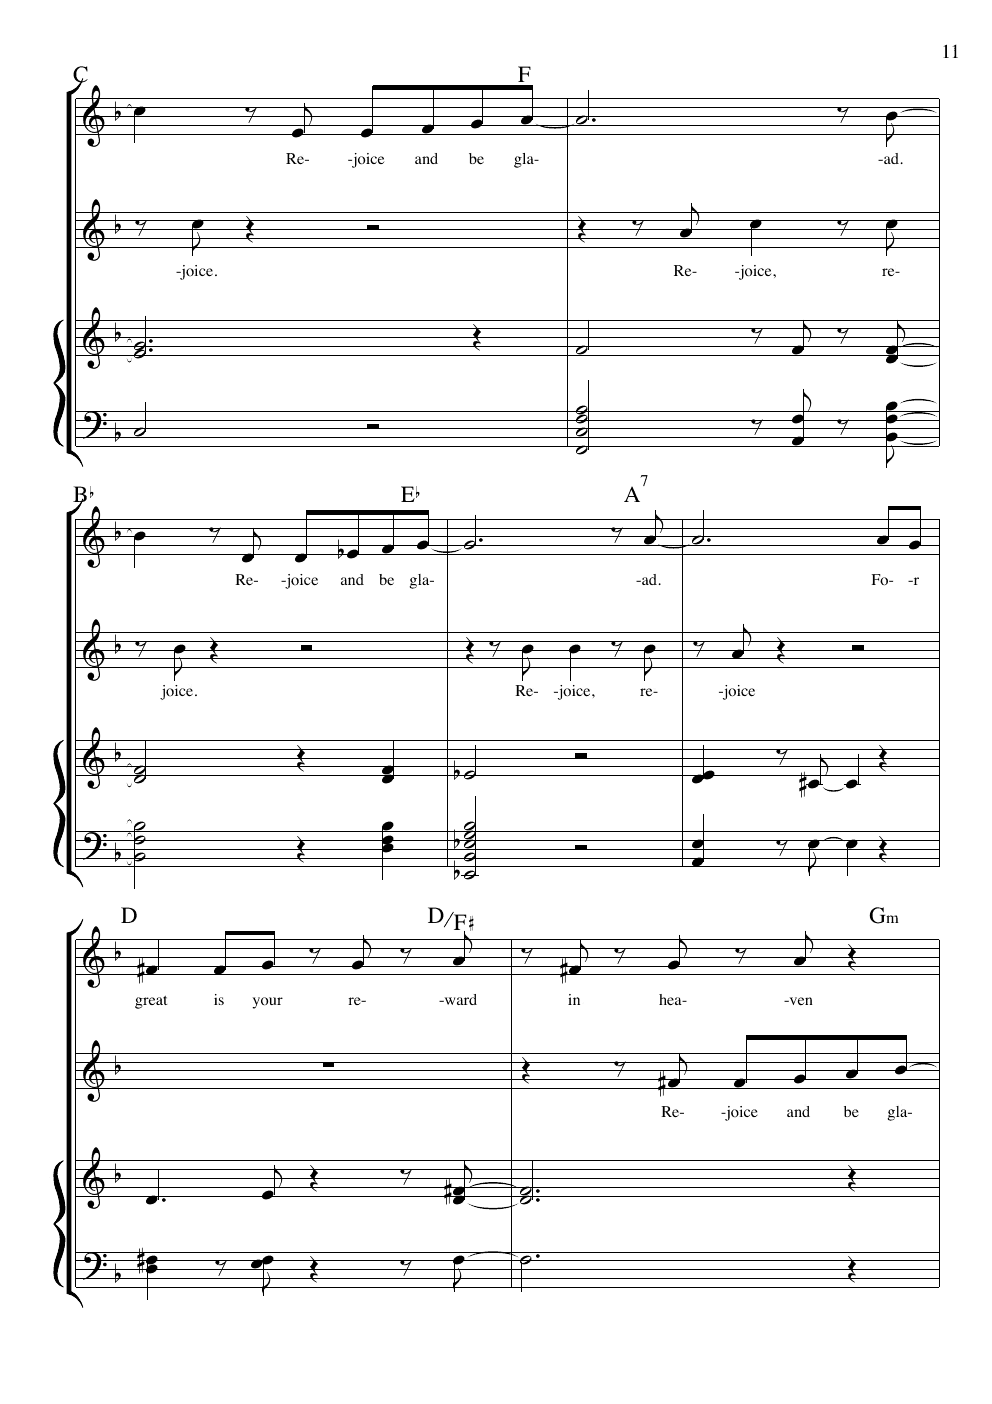 11
C F
Re- -joice and be gla- -ad.
-joice. Re- -joice, re-
B♭ E♭ A7
Re- -joice and be gla- -ad. Fo- -r
joice. Re- -joice, re- -joice
D D/F♯ Gm
great is your re- -ward in hea- -ven
Re- -joice and be gla-